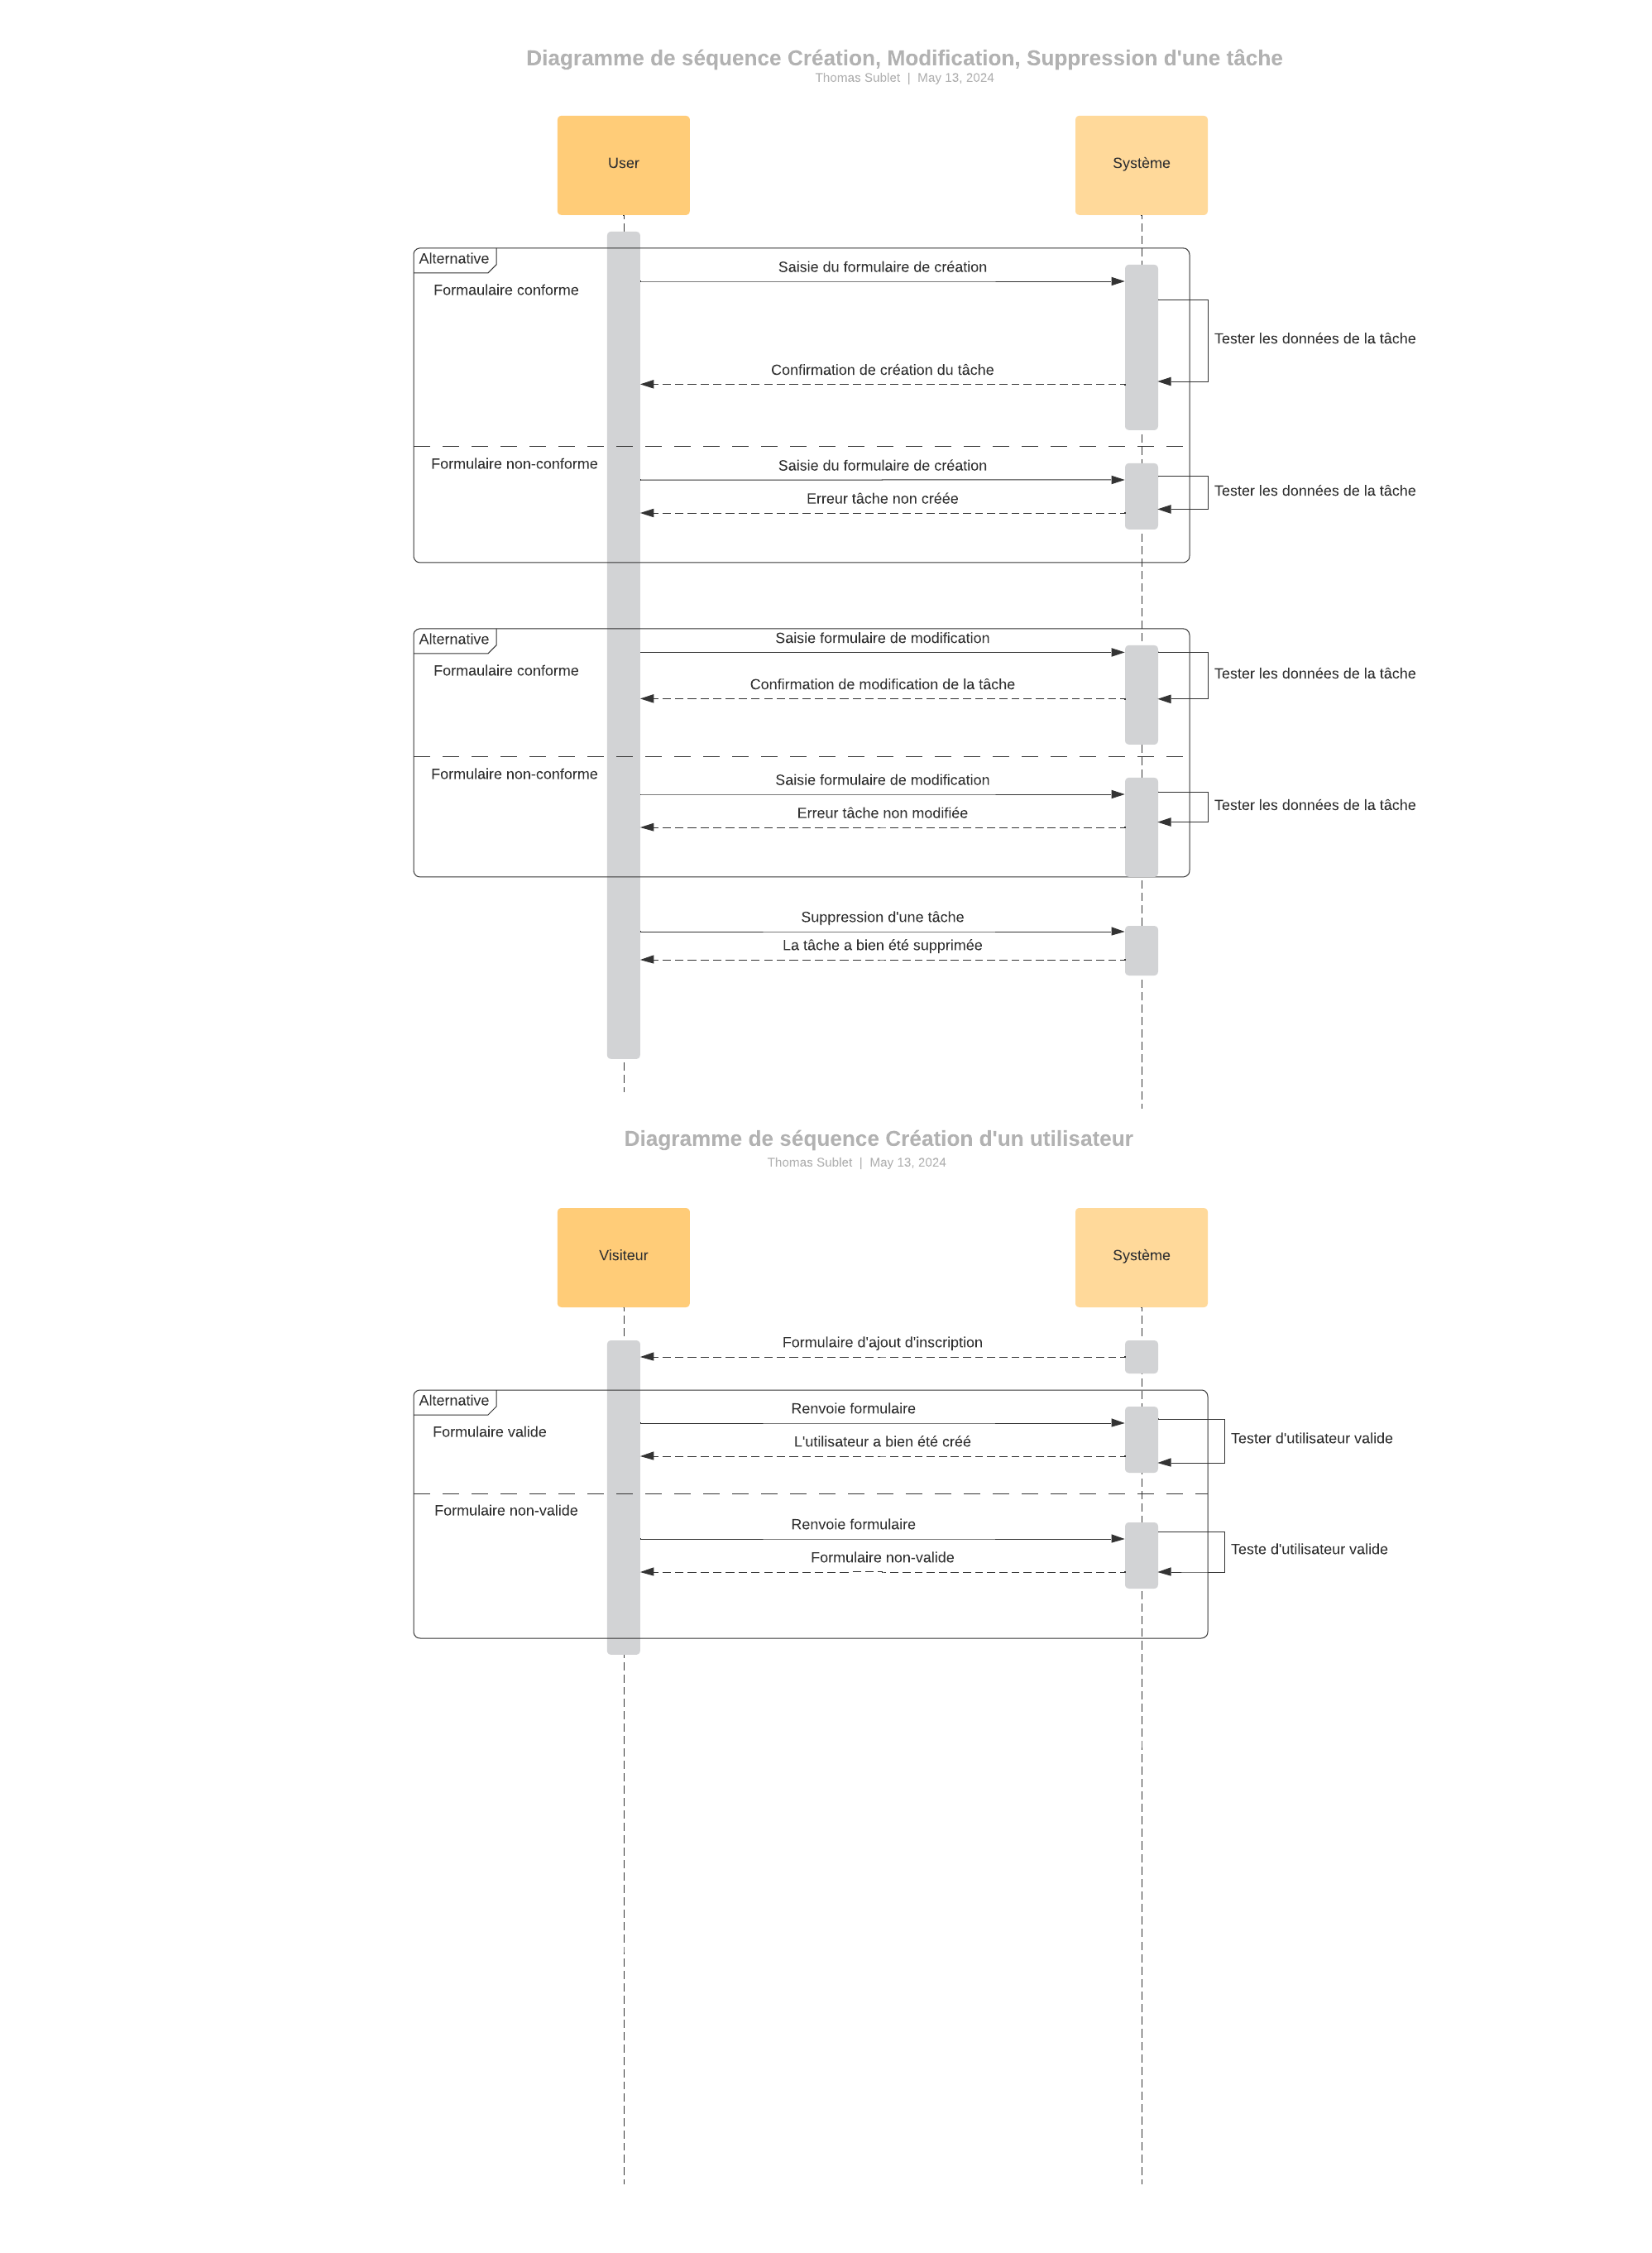 Diagramme de séquence Création, Modification, Suppression d'une tâche
Thomas Sublet | May 13, 2024
User
Système
Alternative
Saisie du formulaire de création
Formaulaire conforme
Tester les données de la tâche
Confirmation de création du tâche
Formulaire non-conforme
Saisie du formulaire de création
Tester les données de la tâche
Erreur tâche non créée
Alternative
Saisie formulaire de modification
Formaulaire conforme
Tester les données de la tâche
Confirmation de modification de la tâche
Formulaire non-conforme
Saisie formulaire de modification
Tester les données de la tâche
Erreur tâche non modifiée
Suppression d'une tâche
La tâche a bien été supprimée
Diagramme de séquence Création d'un utilisateur
Thomas Sublet | May 13, 2024
Visiteur
Système
Formulaire d'ajout d'inscription
Alternative
Renvoie formulaire
Formulaire valide
Tester d'utilisateur valide
L'utilisateur a bien été créé
Formulaire non-valide
Renvoie formulaire
Teste d'utilisateur valide
Formulaire non-valide